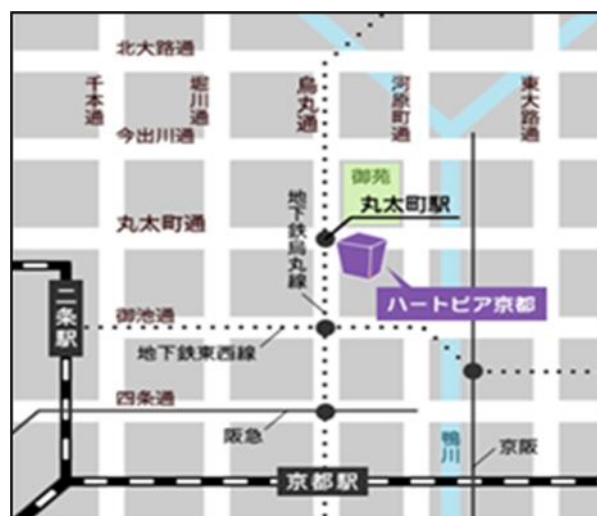 北大路通
千本通
堀川通
烏丸通
河原町通
東大路通
今出川通
御苑
丸太町駅
丸太町通
地下鉄烏丸線
ハートピア京都
二条駅
御池通
地下鉄東西線
四条通
阪急
鴨川
京阪
京都駅